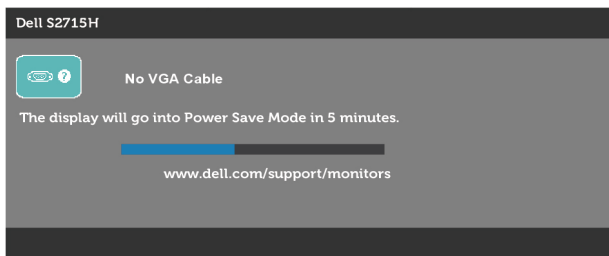 Dell S2715H
No VGA Cable
The display will go into Power Save Mode in 5 minutes.
www.dell.com/support/monitors